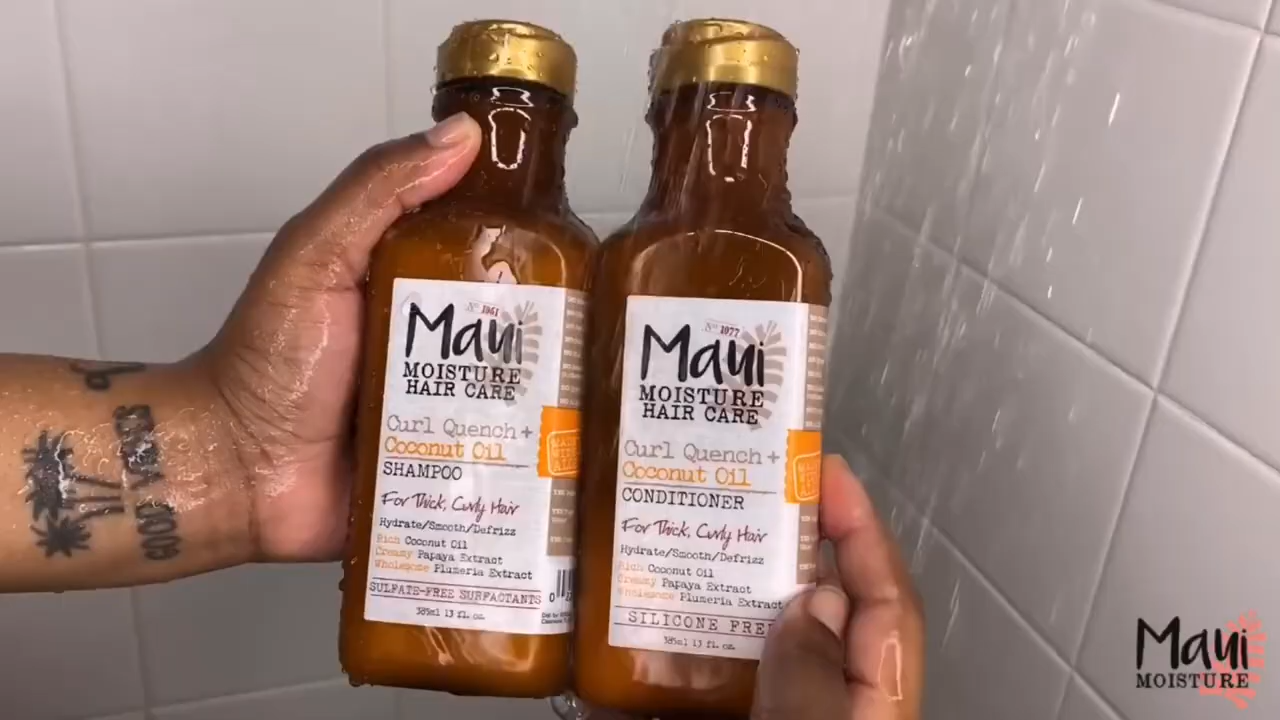 Nº 1061
Maui
MOISTURE
HAIR CARE
Curl Quench +
Coconut Oil
SHAMPOO
For Thick, Curly Hair
Hydrate/Smooth/Defrizz
Rich Coconut Oil
Creamy Papaya Extract
Wholesome Plumeria Extract
SULFATE-FREE SURFACTANTS
385ml 13 fl. oz.
Nº 1077
Maui
MOISTURE
HAIR CARE
Curl Quench +
Coconut Oil
CONDITIONER
For Thick, Curly Hair
Hydrate/Smooth/Defrizz
Rich Coconut Oil
Creamy Papaya Extract
Wholesome Plumeria Extract
SILICONE FREE
385ml 13 fl. oz.
GOOD
Maui
MOISTURE